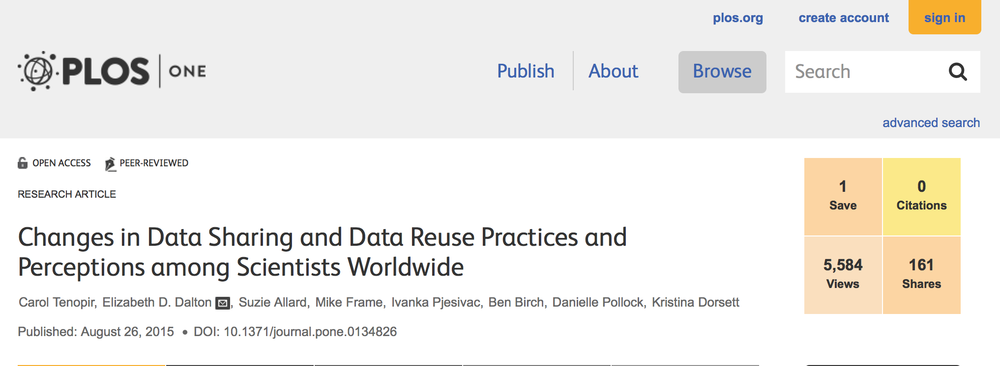 plos.org create account sign in
PLOS ONE
Publish About Browse Search
advanced search
OPEN ACCESS PEER-REVIEWED
RESEARCH ARTICLE
Changes in Data Sharing and Data Reuse Practices and
Perceptions among Scientists Worldwide
Carol Tenopir, Elizabeth D. Dalton, Suzie Allard, Mike Frame, Ivanka Pjesivac, Ben Birch, Danielle Pollock, Kristina Dorsett
Published: August 26, 2015 • DOI: 10.1371/journal.pone.0134826
1
Save
0
Citations
5,584
Views
161
Shares